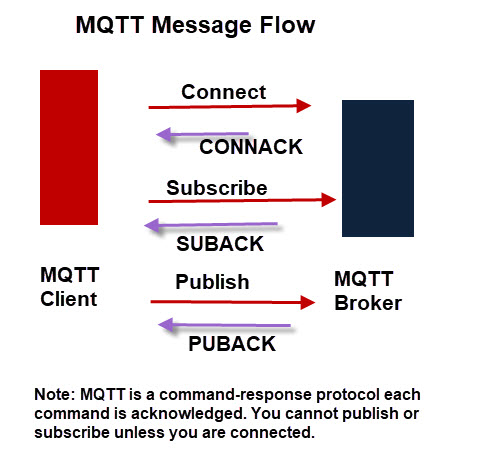 MQTT Message Flow
Connect
CONNACK
Subscribe
SUBACK
MQTT
Client
Publish
MQTT
Broker
PUBACK
Note: MQTT is a command-response protocol each
command is acknowledged. You cannot publish or
subscribe unless you are connected.